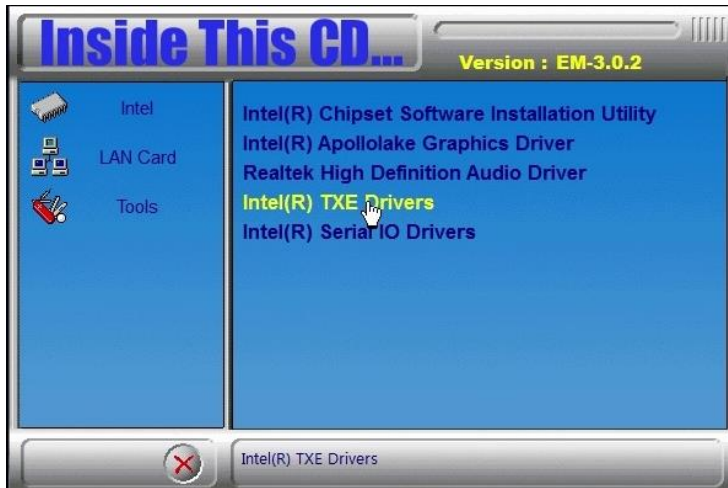 Inside This CD...
Version : EM-3.0.2
Intel
LAN Card
Tools
Intel(R) Chipset Software Installation Utility
Intel(R) Apollolake Graphics Driver
Realtek High Definition Audio Driver
Intel(R) TXE Drivers
Intel(R) Serial IO Drivers
Intel(R) TXE Drivers